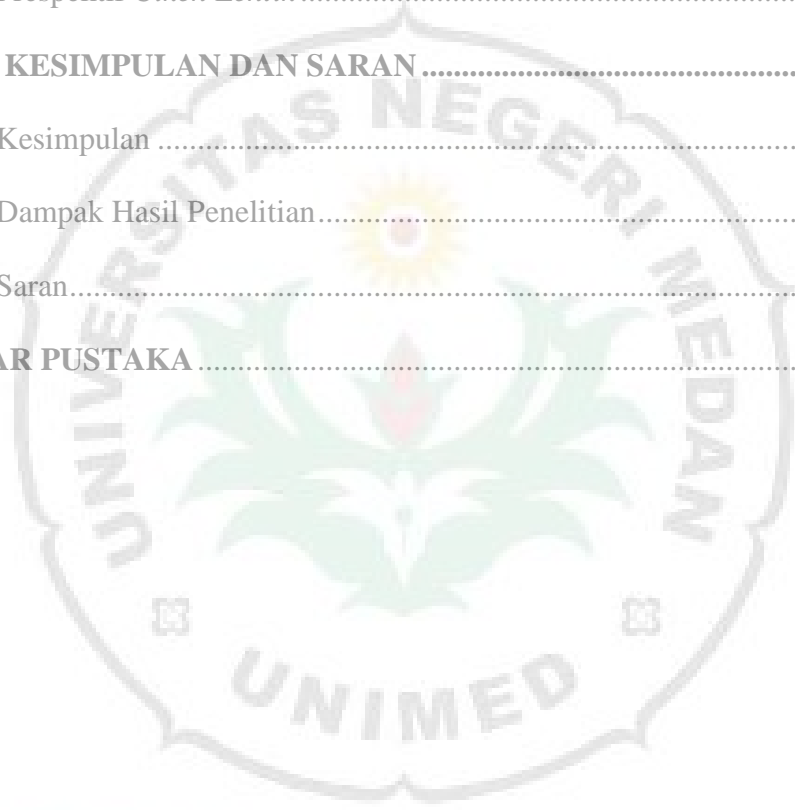 KESIMPULAN DAN SARAN ................................................
Kesimpulan ................................................................................
Dampak Hasil Penelitian............................................................
Saran...........................................................................................
AR PUSTAKA ...........................................................................
UNIVERSITAS NEGERI MEDAN
UNIMED